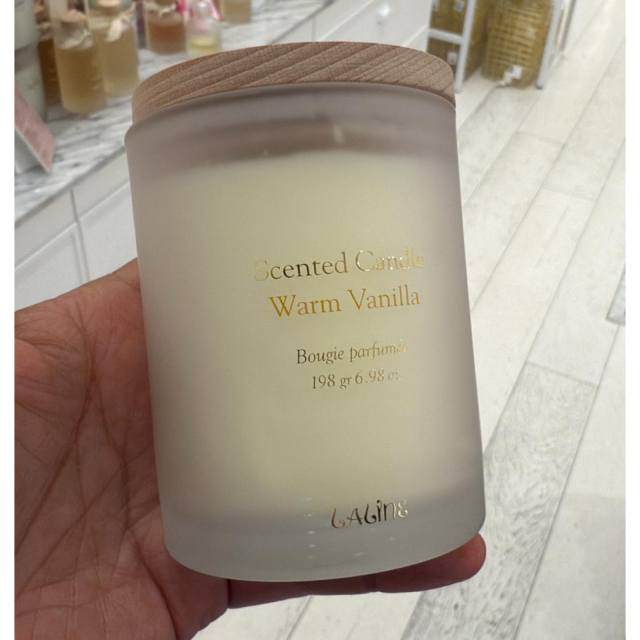 Scented Candle
Warm Vanilla
Bougie parfumée
198 gr 6.98 oz
Laline